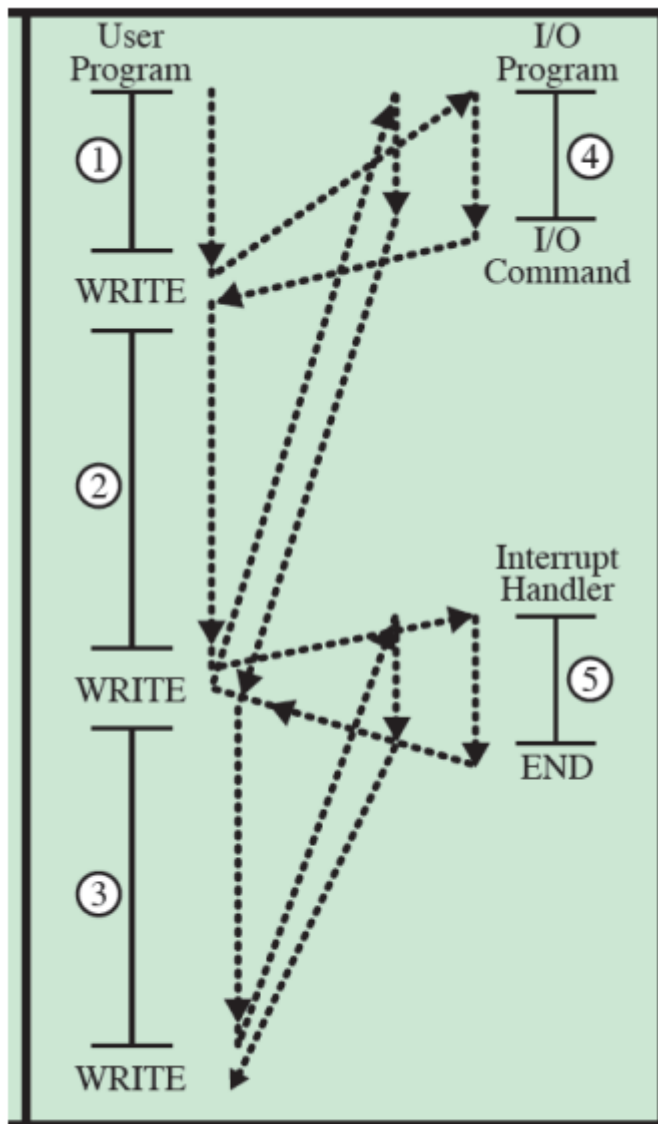 User
Program
I/O
Program
1
4
WRITE
I/O
Command
2
Interrupt
Handler
WRITE
5
END
3
WRITE